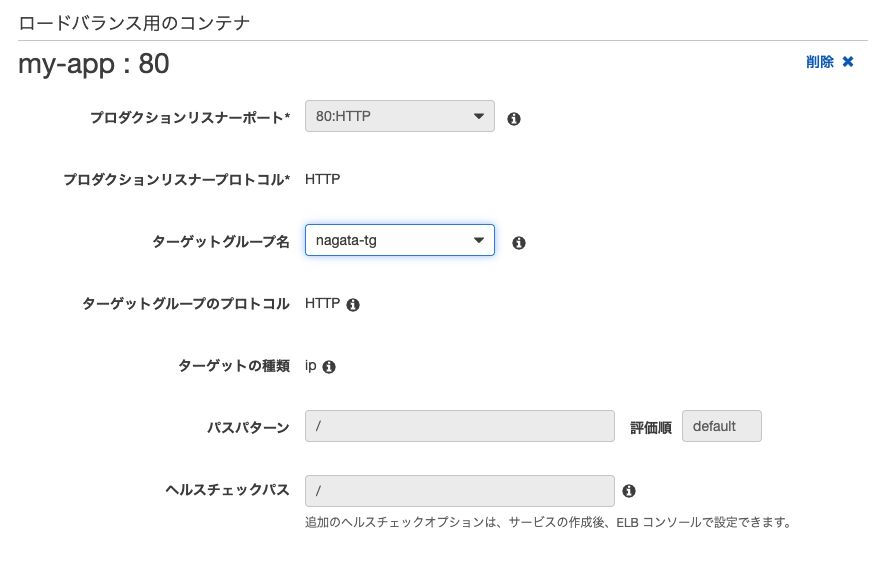 ロードバランス用のコンテナ
my-app : 80
削除 ✖
プロダクションリスナーポート* 80:HTTP
プロダクションリスナープロトコル* HTTP
ターゲットグループ名 nagata-tg
ターゲットグループのプロトコル HTTP
ターゲットの種類 ip
パスパターン / 評価順 default
ヘルスチェックパス /
追加のヘルスチェックオプションは、サービスの作成後、ELB コンソールで設定できます。